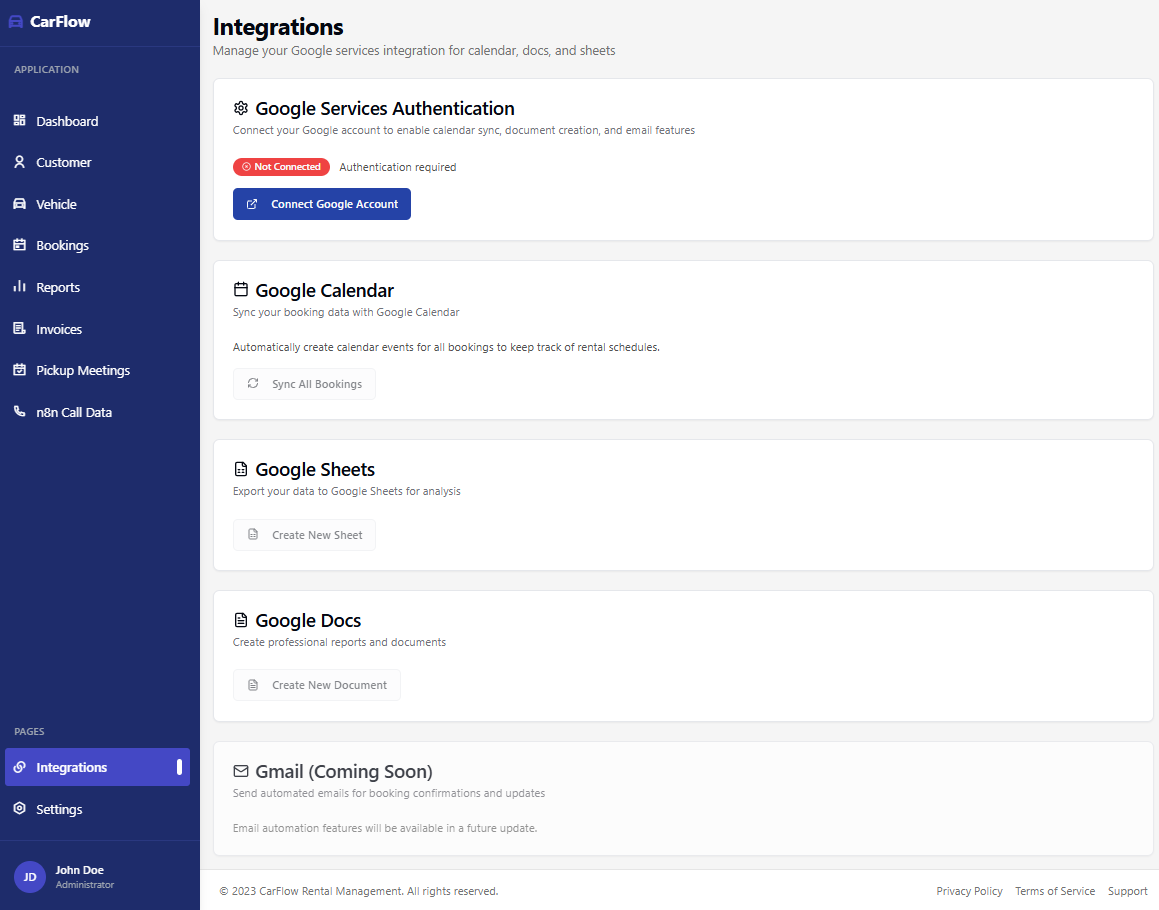 CarFlow
APPLICATION
Dashboard
Customer
Vehicle
Bookings
Reports
Invoices
Pickup Meetings
n8n Call Data
PAGES
Integrations
Settings
JD
John Doe
Administrator
Integrations
Manage your Google services integration for calendar, docs, and sheets
Google Services Authentication
Connect your Google account to enable calendar sync, document creation, and email features
Not Connected Authentication required
Connect Google Account
Google Calendar
Sync your booking data with Google Calendar
Automatically create calendar events for all bookings to keep track of rental schedules.
Sync All Bookings
Google Sheets
Export your data to Google Sheets for analysis
Create New Sheet
Google Docs
Create professional reports and documents
Create New Document
Gmail (Coming Soon)
Send automated emails for booking confirmations and updates
Email automation features will be available in a future update.
© 2023 CarFlow Rental Management. All rights reserved. Privacy Policy Terms of Service Support